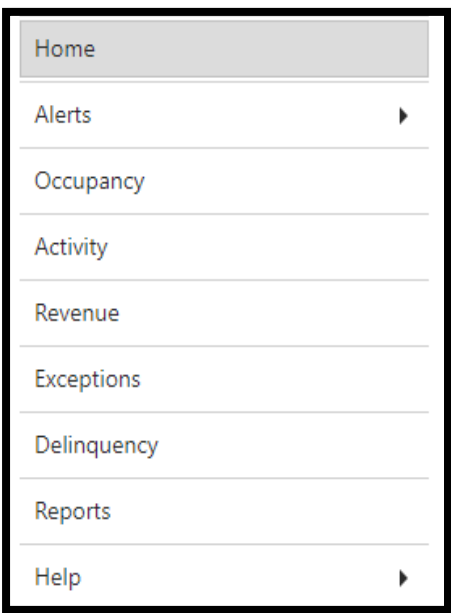 Home
Alerts
Occupancy
Activity
Revenue
Exceptions
Delinquency
Reports
Help